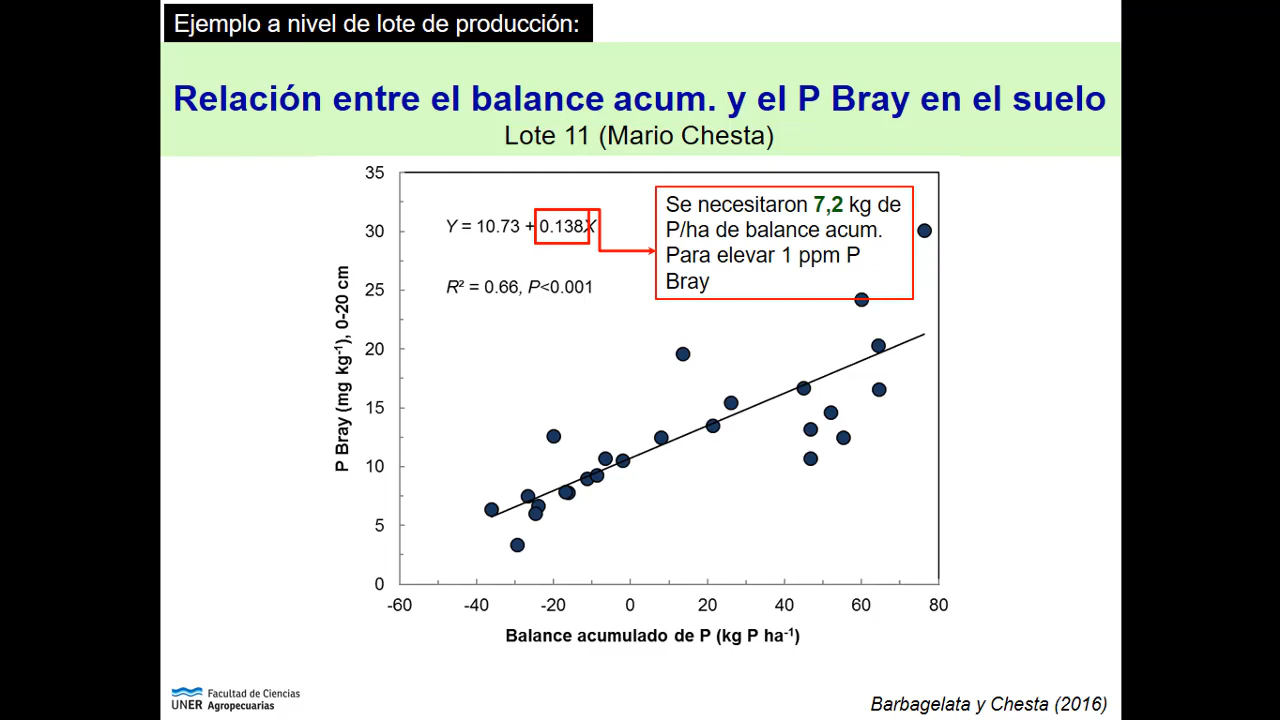 Ejemplo a nivel de lote de producción:
Relación entre el balance acum. y el P Bray en el suelo
Lote 11 (Mario Chesta)
Y = 10.73 + 0.138X
R² = 0.66, P<0.001
Se necesitaron 7,2 kg de
P/ha de balance acum.
Para elevar 1 ppm P
Bray
P Bray (mg kg⁻¹), 0-20 cm
35
30
25
20
15
10
5
0
-60 -40 -20 0 20 40 60 80
Balance acumulado de P (kg P ha⁻¹)
UNER
Facultad de Ciencias
Agropecuarias
Barbagelata y Chesta (2016)